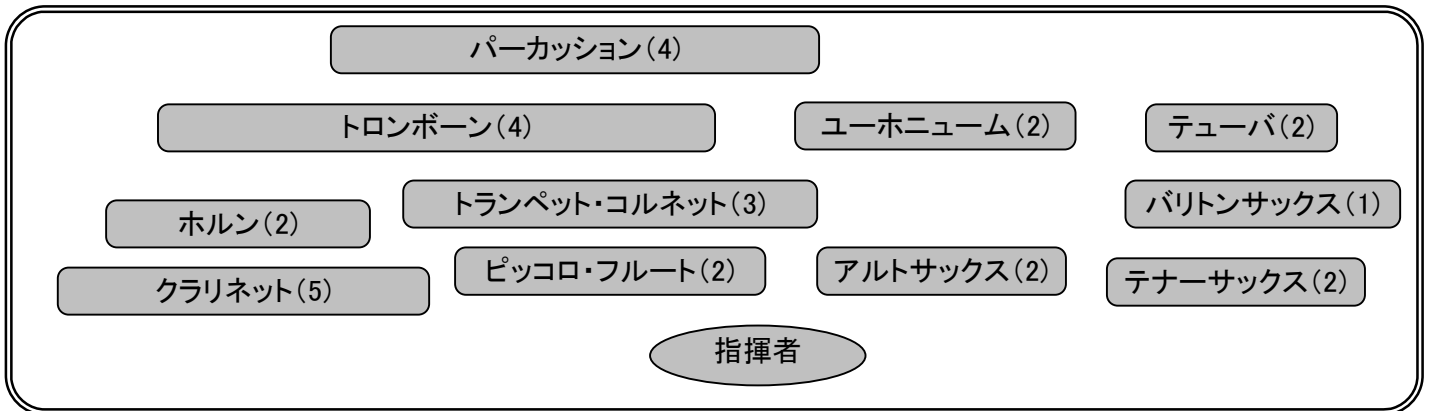 パーカッション(4)
トロンボーン(4)
ユーホニューム(2)
テューバ(2)
トランペット・コルネット(3)
バリトンサックス(1)
ホルン(2)
ピッコロ・フルート(2)
アルトサックス(2)
テナーサックス(2)
クラリネット(5)
指揮者